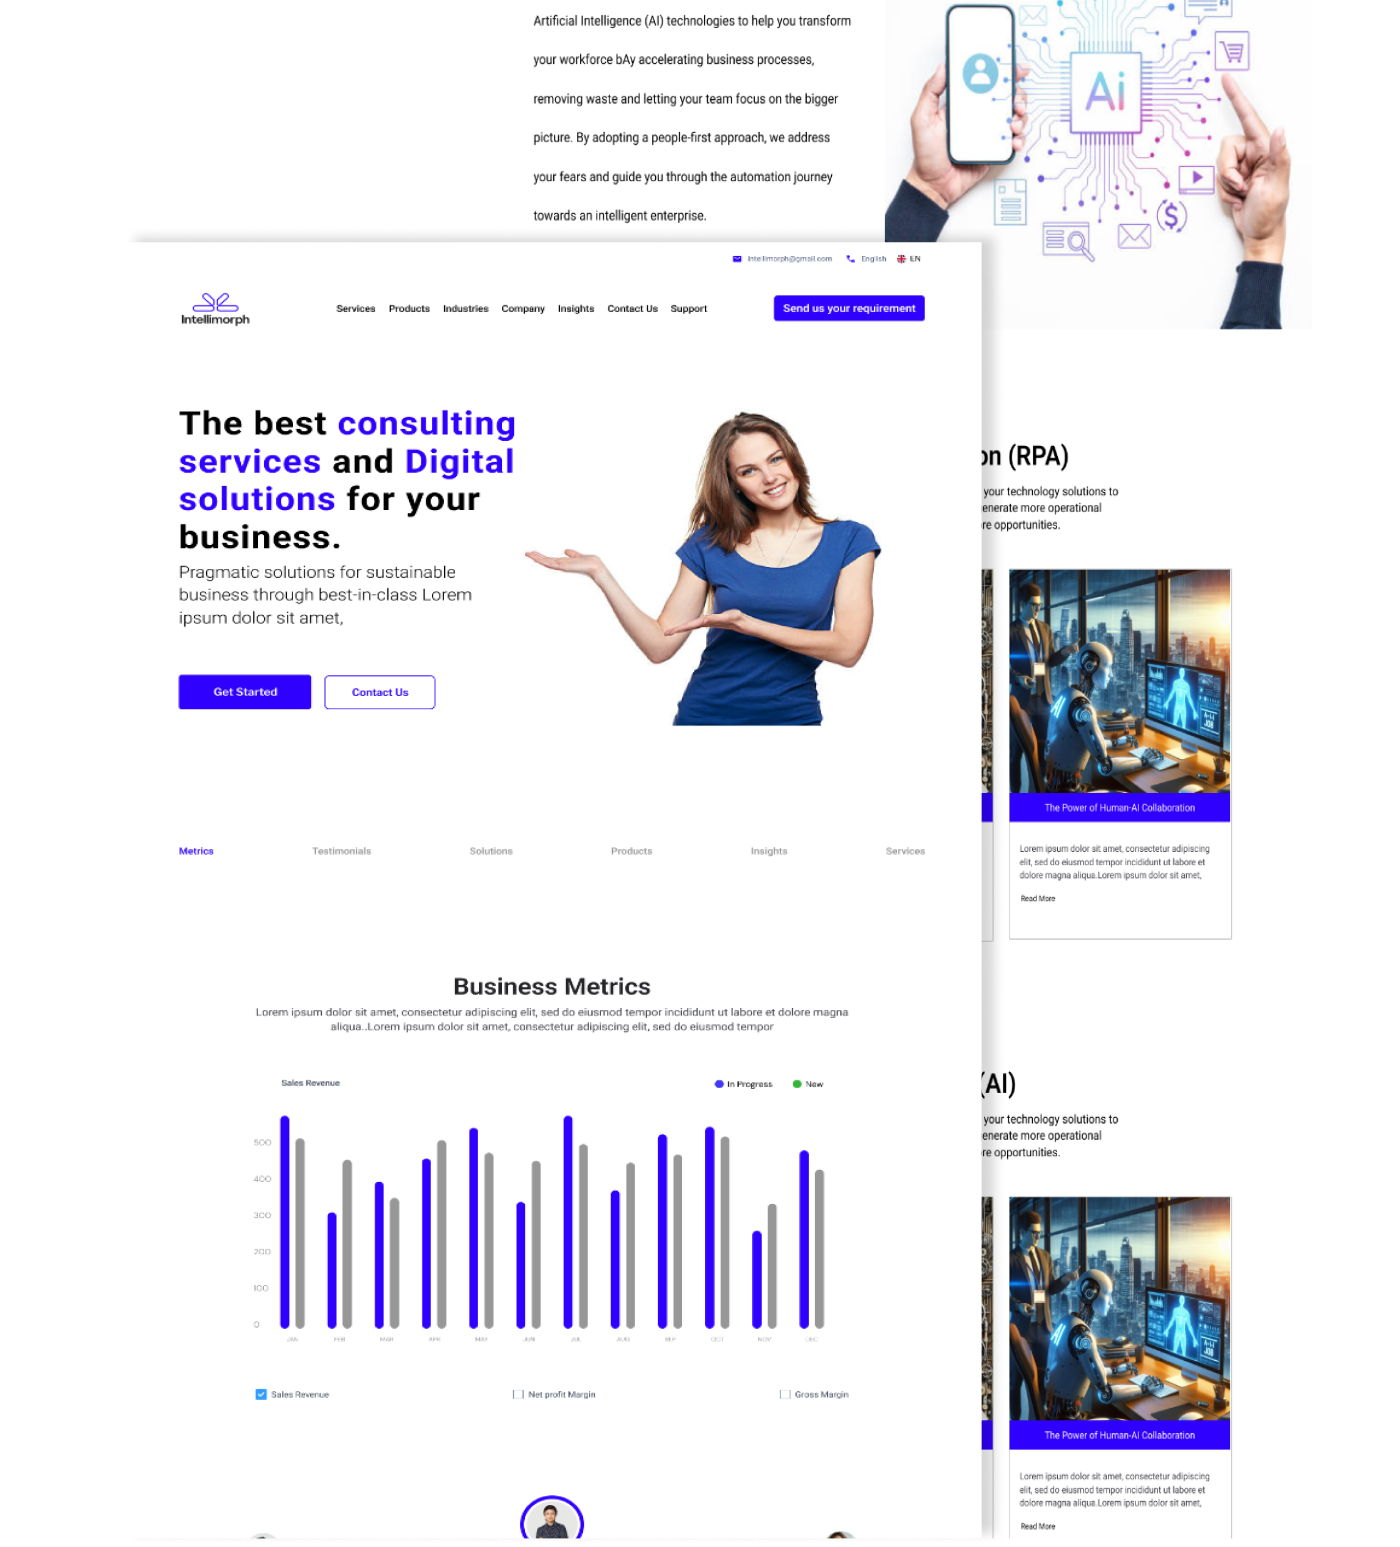 Artificial Intelligence (AI) technologies to help you transform
your workforce bAy accelerating business processes,
removing waste and letting your team focus on the bigger
picture. By adopting a people-first approach, we address
your fears and guide you through the automation journey
towards an intelligent enterprise.
Ai
Intellimorph@gmail.com English EN
Intellimorph
Services Products Industries Company Insights Contact Us Support
Send us your requirement
The best consulting
services and Digital
solutions for your
business.
Pragmatic solutions for sustainable
business through best-in-class Lorem
ipsum dolor sit amet,
Get Started Contact Us
Metrics Testimonials Solutions Products Insights Services
Business Metrics
Lorem ipsum dolor sit amet, consectetur adipiscing elit, sed do eiusmod tempor incididunt ut labore et dolore magna
aliqua..Lorem ipsum dolor sit amet, consectetur adipiscing elit, sed do eiusmod tempor
Sales Revenue In Progress New
500
400
300
200
100
0
JAN FEB MAR APR MAY JUN JUL AUG SEP OCT NOV DEC
Sales Revenue Net profit Margin Gross Margin
on (RPA)
your technology solutions to
enerate more operational
re opportunities.
The Power of Human-AI Collaboration
Lorem ipsum dolor sit amet, consectetur adipiscing
elit, sed do eiusmod tempor incididunt ut labore et
dolore magna aliqua.Lorem ipsum dolor sit amet,
Read More
(AI)
your technology solutions to
enerate more operational
re opportunities.
The Power of Human-AI Collaboration
Lorem ipsum dolor sit amet, consectetur adipiscing
elit, sed do eiusmod tempor incididunt ut labore et
dolore magna aliqua.Lorem ipsum dolor sit amet,
Read More